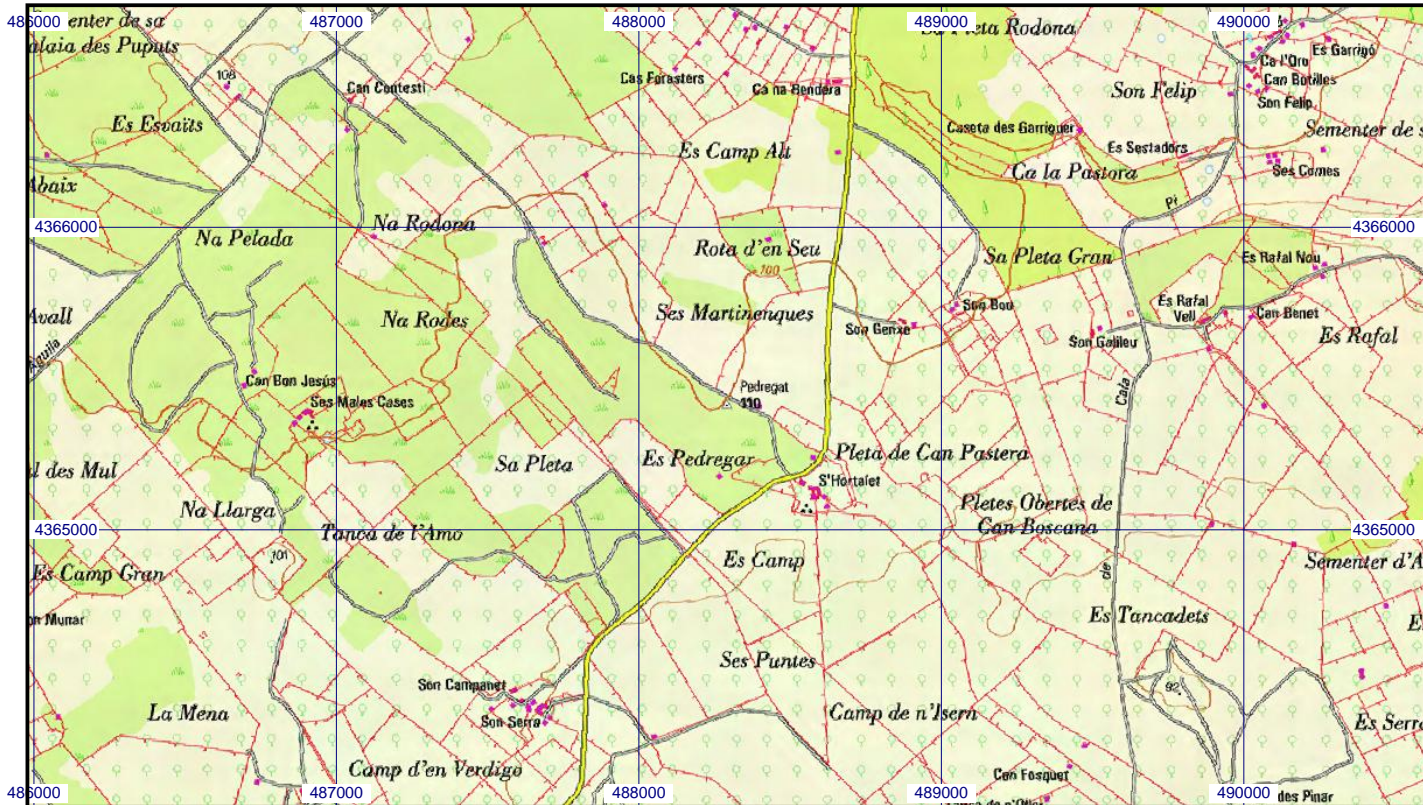 486000
487000
488000
489000
490000
enter de sa
alaia des Puputs
Sa Pleta Rodona
Es Garrigó
Ca l'Oro
Can Botilles
Son Felip
Son Felip
106
Can Contestí
Cas Forasters
Ca na Bendera
Es Esvaïts
Es Camp Alt
Caseta des Garriguer
Sementer de s
Es Sestadors
Ses Comes
Abaix
Ca la Pastora
Pi
4366000
Na Pelada
Na Rodona
4366000
Rota d'en Seu
Sa Pleta Gran
Es Rafal Nou
100
Avall
Na Rodes
Ses Martinenques
Son Genxe
Son Bou
Es Rafal
Vell
Can Benet
Es Rafal
Son Galileu
Aguila
Can Bon Jesús
Ses Males Cases
Pedregat
110
Cala
al des Mul
Sa Pleta
Es Pedregar
Pleta de Can Pastera
S'Hortalet
Na Llarga
Pletes Obertes de
Can Boscana
4365000
Tanca de l'Amo
4365000
101
Es Camp Gran
Es Camp
de
Sementer d'A
on Munar
Es Tancadets
Ses Puntes
Son Campanet
92
La Mena
Son Serra
Camp de n'Isern
Es Serra
Camp d'en Verdigo
Can Fosquet
486000
487000
488000
489000
490000
des Pinar